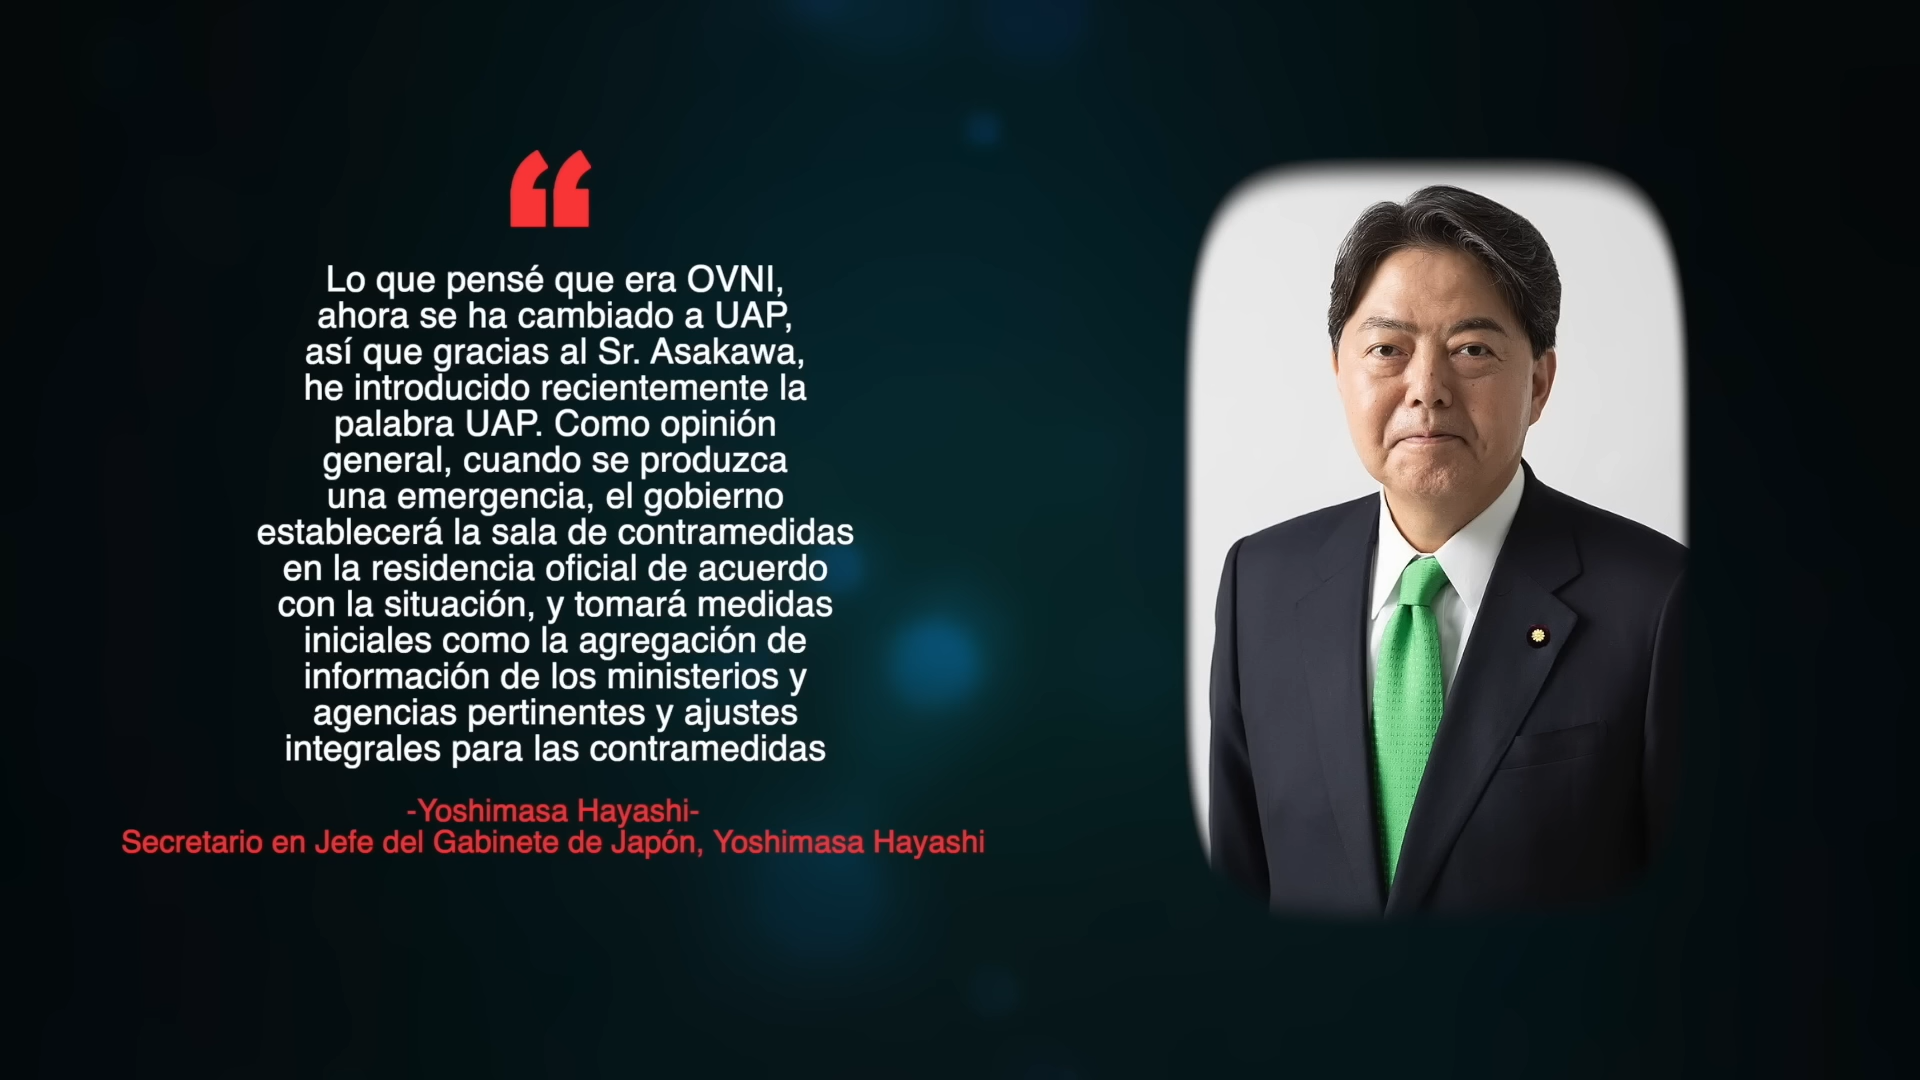 “
Lo que pensé que era OVNI,
ahora se ha cambiado a UAP,
así que gracias al Sr. Asakawa,
he introducido recientemente la
palabra UAP. Como opinión
general, cuando se produzca
una emergencia, el gobierno
establecerá la sala de contramedidas
en la residencia oficial de acuerdo
con la situación, y tomará medidas
iniciales como la agregación de
información de los ministerios y
agencias pertinentes y ajustes
integrales para las contramedidas
-Yoshimasa Hayashi-
Secretario en Jefe del Gabinete de Japón, Yoshimasa Hayashi